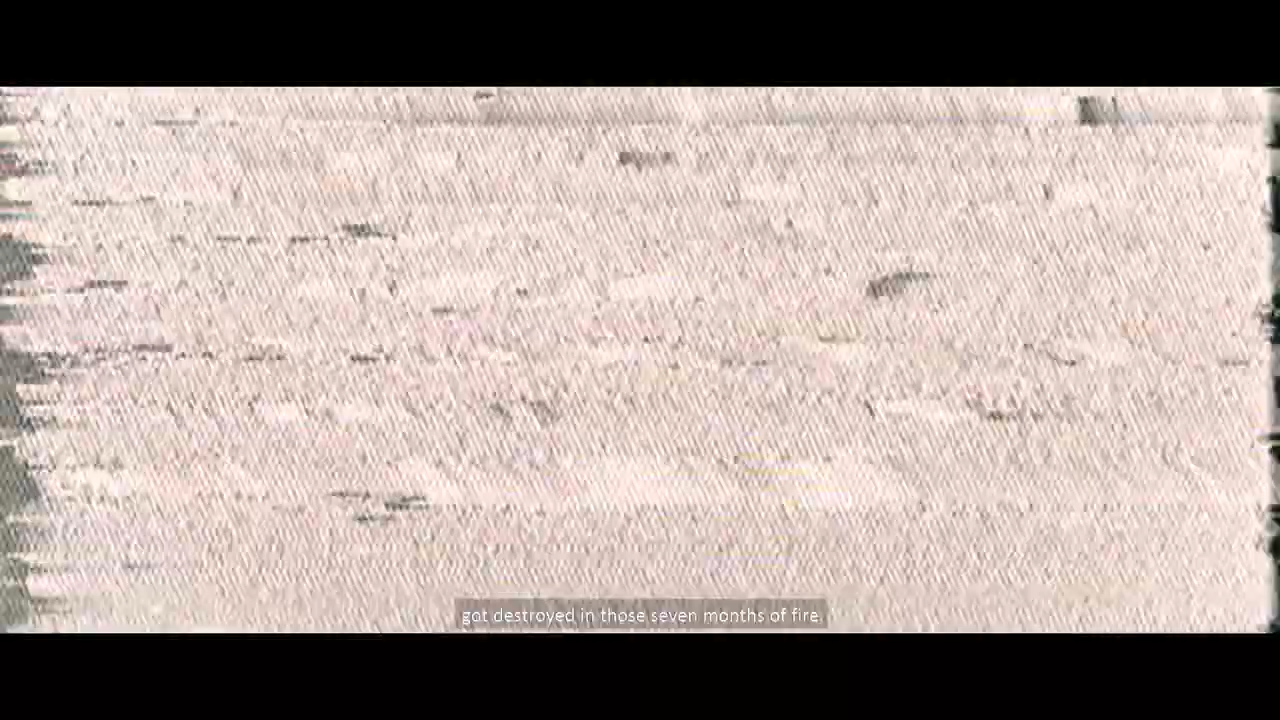 got destroyed in those seven months of fire,